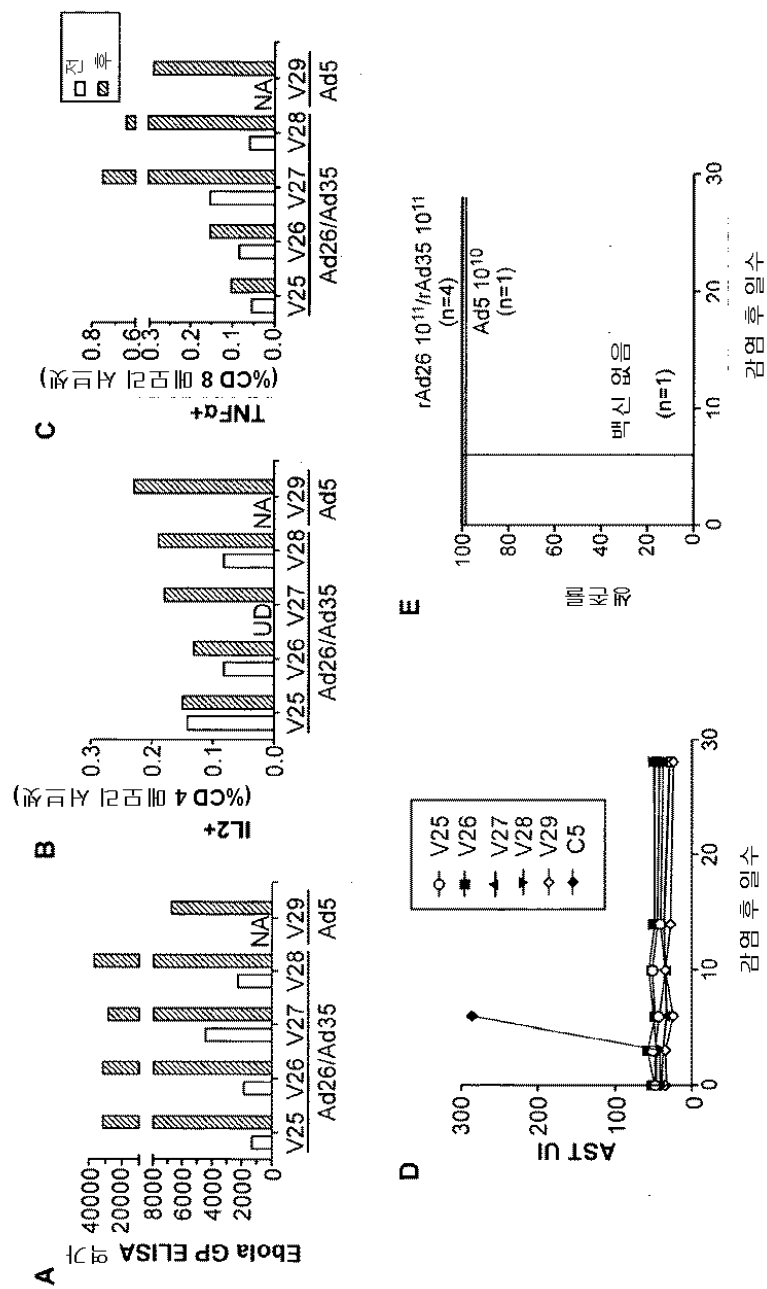 A
Ebola GP ELISA 역가
40000
20000
8000
6000
4000
2000
0
V25
V26
V27
V28
NA
V29
Ad26/Ad35
Ad5
B
IL2+
(%CD 4 메모리 서브셋)
0.3
0.2
0.1
0.0
V25
V26
UD
V27
V28
NA
V29
Ad26/Ad35
Ad5
C
TNFα+
(%CD 8 메모리 서브셋)
0.8
0.6
0.3
0.2
0.1
0.0
V25
V26
V27
V28
NA
V29
Ad26/Ad35
Ad5
전
후
D
AST UI
300
200
100
0
0
10
20
30
감염 후 일수
V25
V26
V27
V28
V29
C5
E
생존율
100
80
60
40
20
0
0
10
20
30
감염 후 일수
rAd26 10¹¹/rAd35 10¹¹
(n=4)
Ad5 10¹⁰
(n=1)
백신 없음
(n=1)